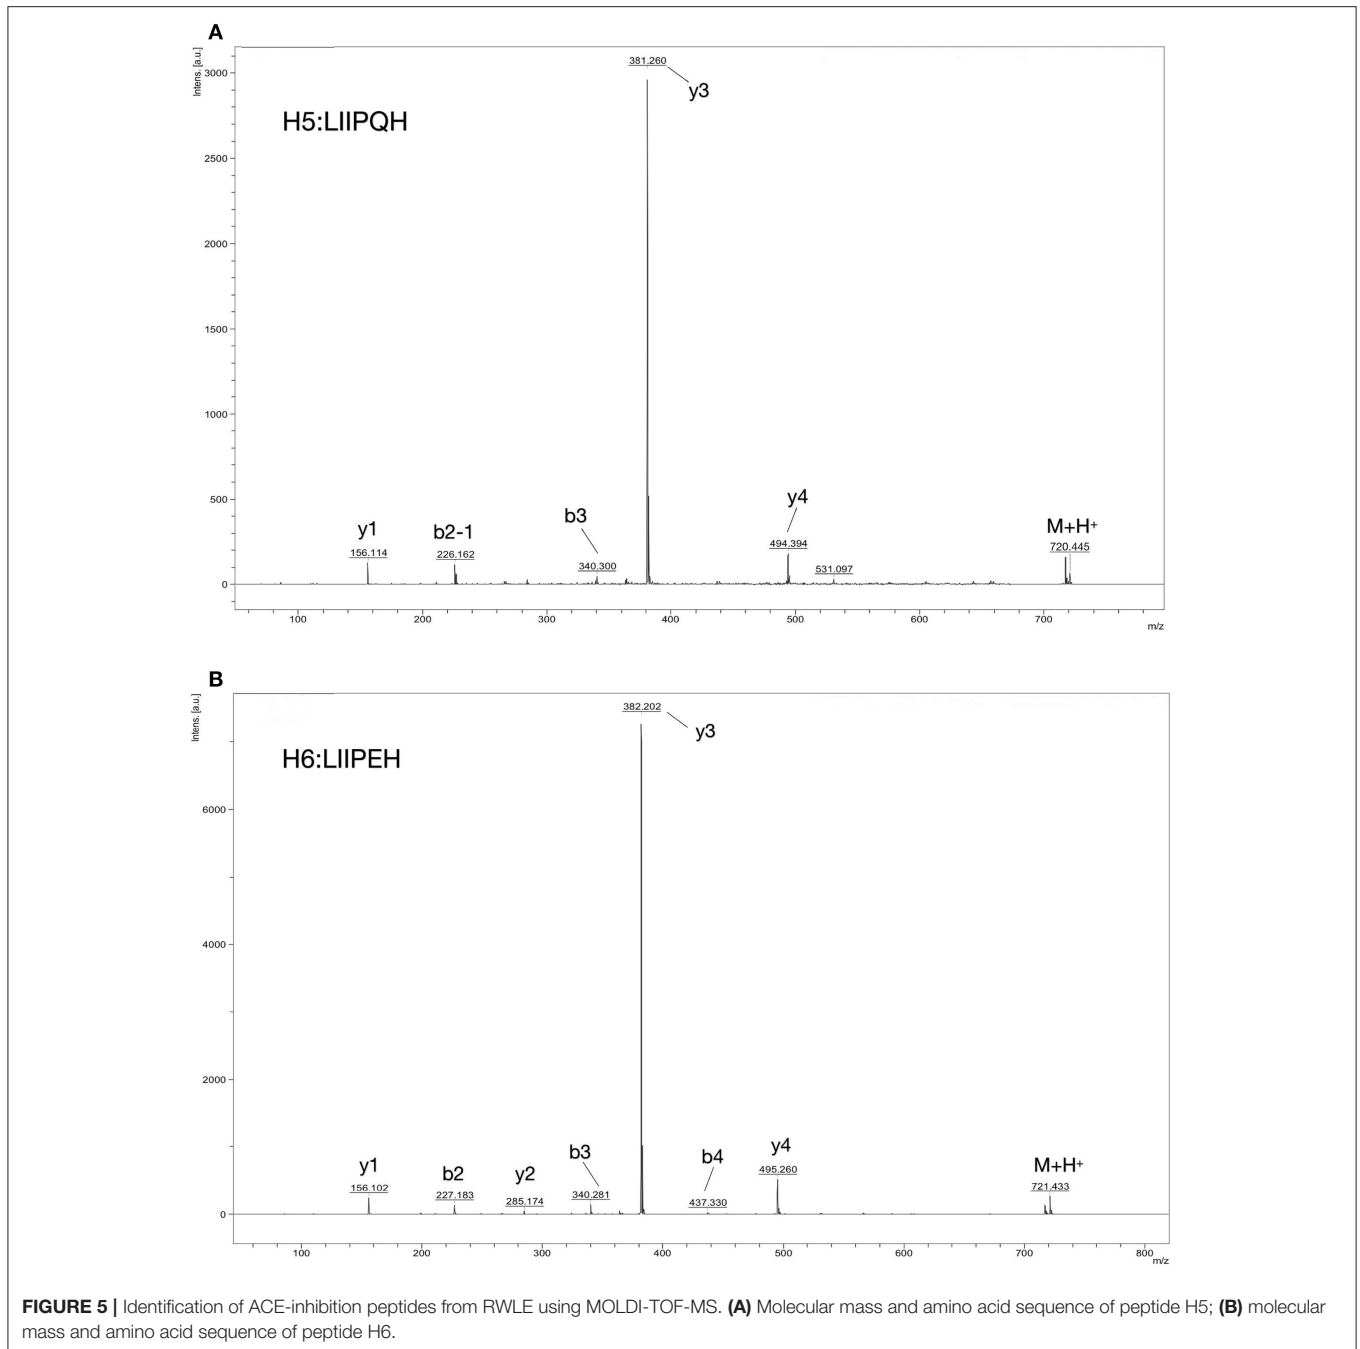 A
Intens. [a.u.]
3000
2500
2000
1500
1000
500
0
H5:LIIPQH
381.260
y3
y1
156.114
b2-1
226.162
b3
340.300
y4
494.394
531.097
M+H+
720.445
100 200 300 400 500 600 700
m/z
B
Intens. [a.u.]
6000
4000
2000
0
H6:LIIPEH
382.202
y3
y1
156.102
b2
227.183
y2
285.174
b3
340.281
b4
437.330
y4
495.260
M+H+
721.433
100 200 300 400 500 600 700 800
m/z
FIGURE 5 | Identification of ACE-inhibition peptides from RWLE using MOLDI-TOF-MS. (A) Molecular mass and amino acid sequence of peptide H5; (B) molecular
mass and amino acid sequence of peptide H6.